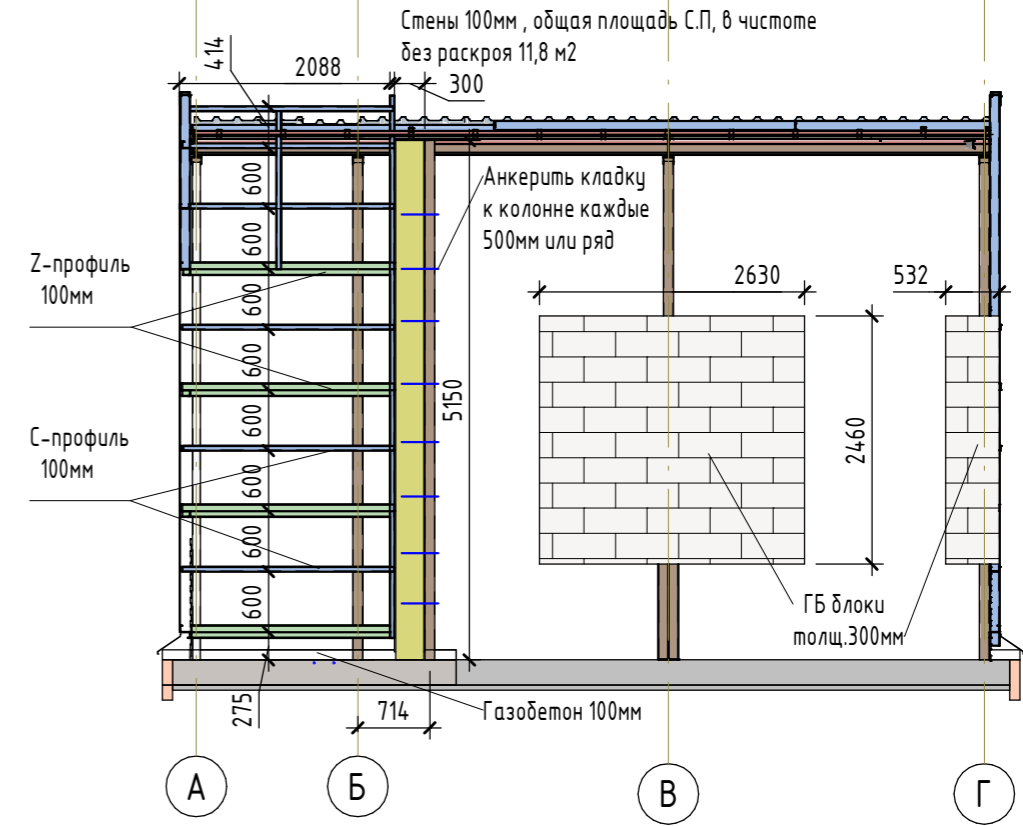 Стены 100мм , общая площадь С.П, в чистоте
без раскроя 11,8 м2
414
2088
300
600
Анкерить кладку
к колонне каждые
500мм или ряд
600
Z-профиль
100мм
2630
532
600
600
5150
600
С-профиль
100мм
2460
600
600
600
ГБ блоки
толщ.300мм
275
714
Газобетон 100мм
А
Б
В
Г